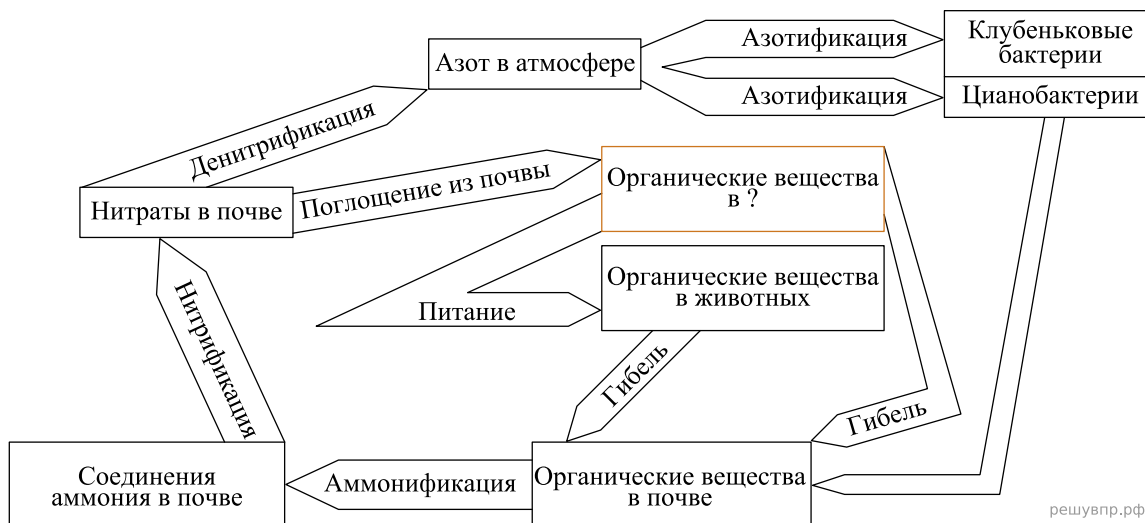 Клубеньковые
бактерии
Азотификация
Азот в атмосфере
Азотификация
Цианобактерии
Денитрификация
Нитраты в почве
Поглощение из почвы
Органические вещества
в ?
Органические вещества
в животных
Питание
Нитрификация
Гибель
Гибель
Соединения
аммония в почве
Аммонификация
Органические вещества
в почве
решувпр.рф